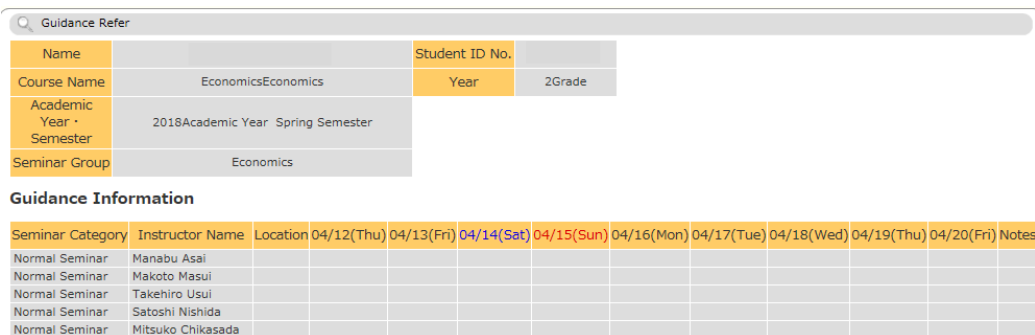 Guidance Refer
Name Student ID No.
Course Name EconomicsEconomics Year 2Grade
Academic
Year・
Semester
2018Academic Year Spring Semester
Seminar Group Economics
Guidance Information
Seminar Category Instructor Name Location 04/12(Thu) 04/13(Fri) 04/14(Sat) 04/15(Sun) 04/16(Mon) 04/17(Tue) 04/18(Wed) 04/19(Thu) 04/20(Fri) Notes
Normal Seminar Manabu Asai
Normal Seminar Makoto Masui
Normal Seminar Takehiro Usui
Normal Seminar Satoshi Nishida
Normal Seminar Mitsuko Chikasada